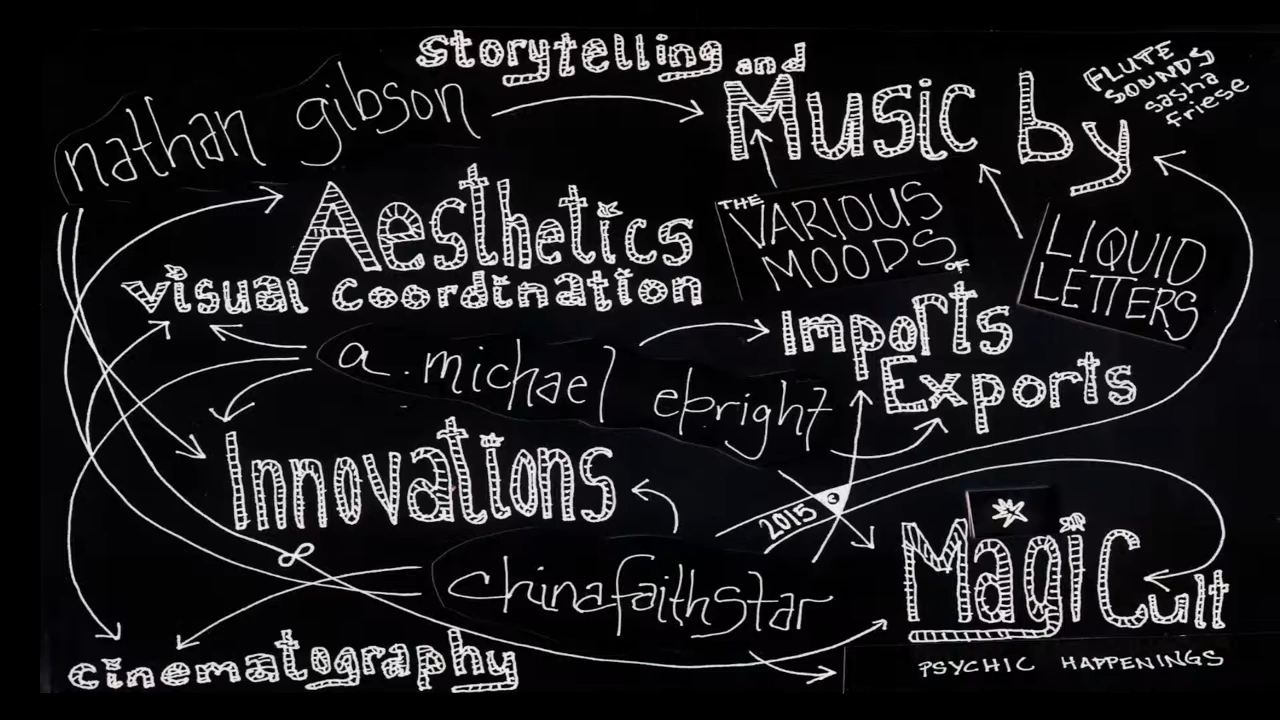 storytelling and
Music by
FLUTE
SOUNDS
sasha
friese
nathan gibson
Aesthetics
visual coordination
THE
VARIOUS
MOODS
OF
LIQUID
LETTERS
Imports
Exports
a. michael ebright
Innovations
2015 ©
chinafaithstar
Magic
ult
cinematography
PSYCHIC HAPPENINGS